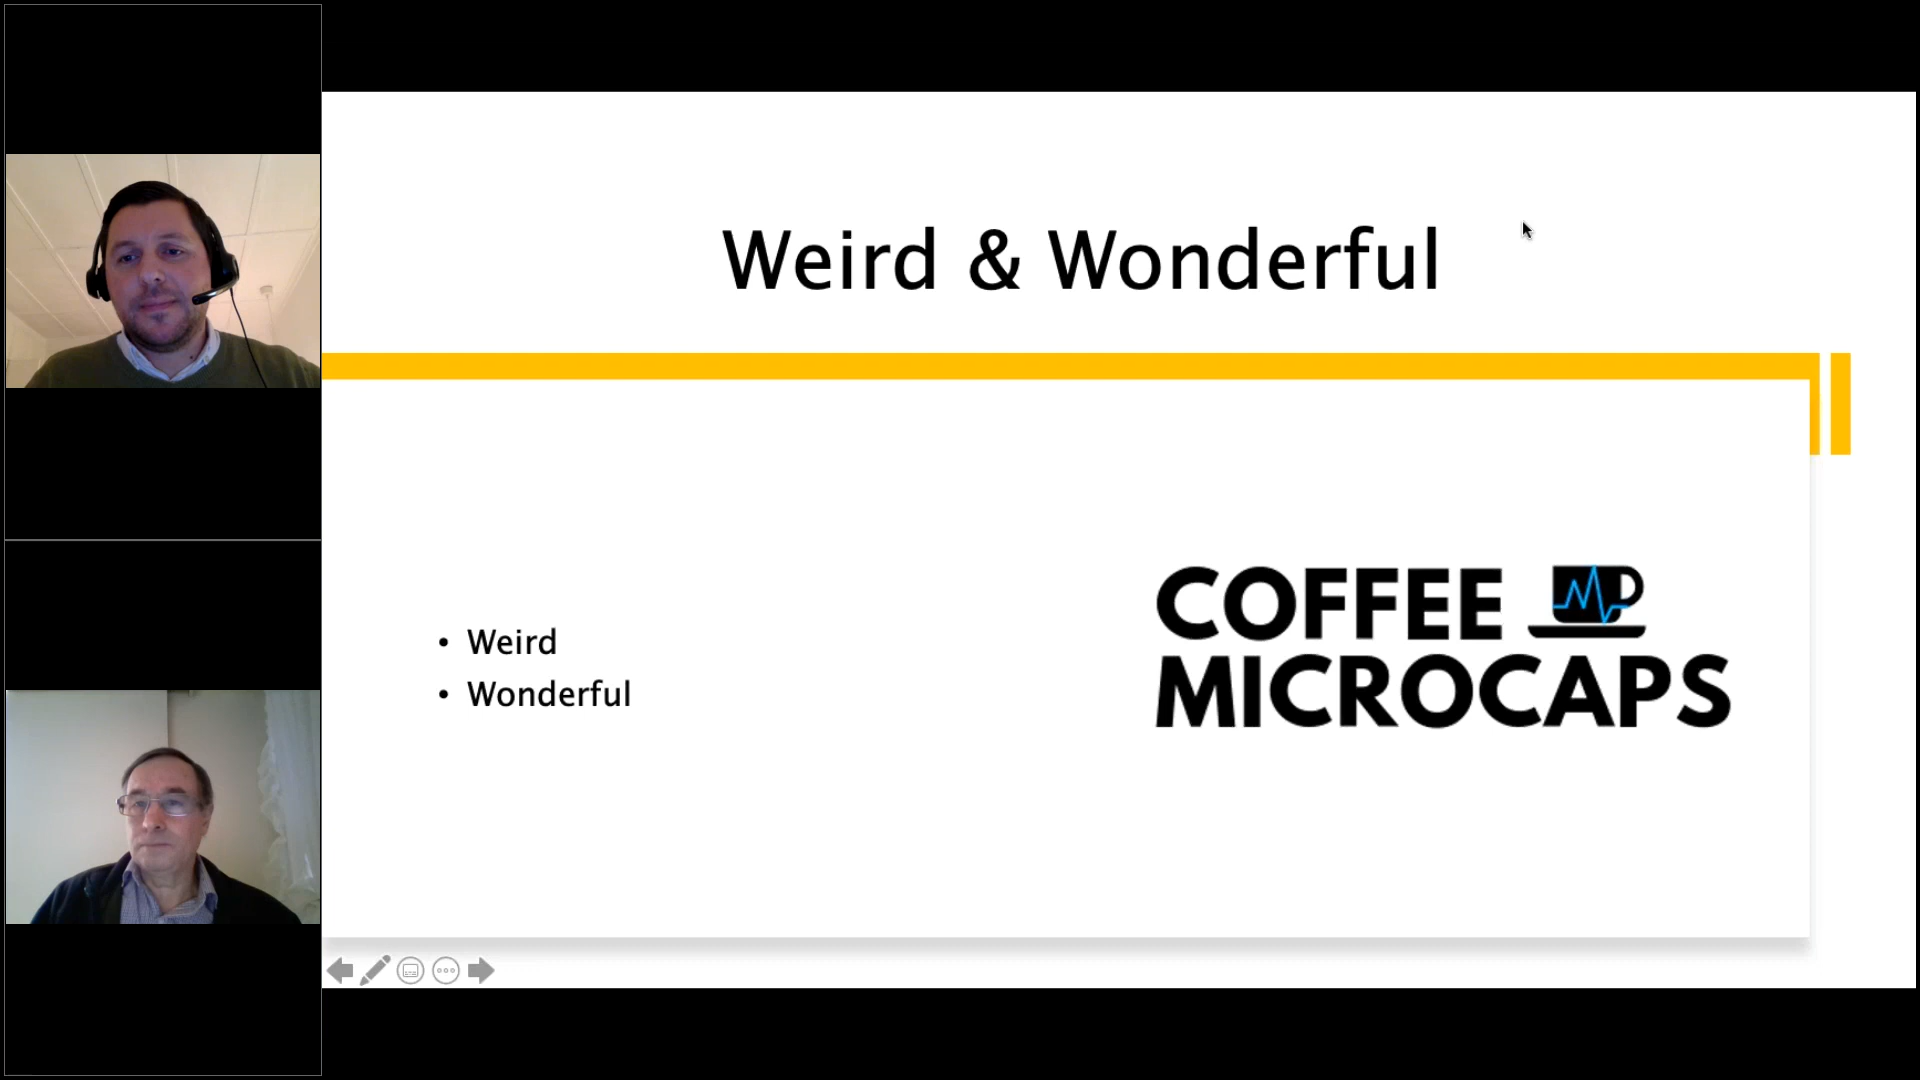 Weird & Wonderful
• Weird
• Wonderful
COFFEE
MICROCAPS